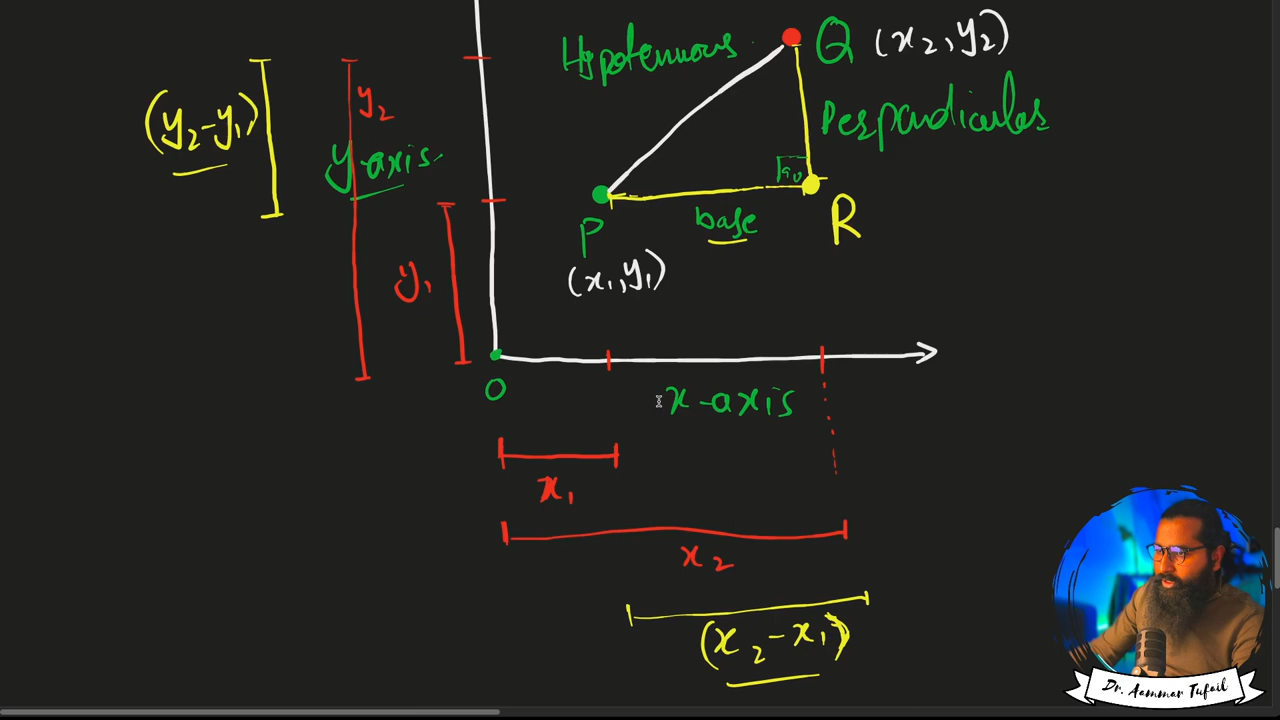 Hypotenuous
Q (x₂, y₂)
(y₂-y₁)
y₂
Perpendicular
y-axis
90
P
base
R
(x₁, y₁)
y₁
O
x-axis
x₁
x₂
(x₂-x₁)
Dr. Aammar Tufail